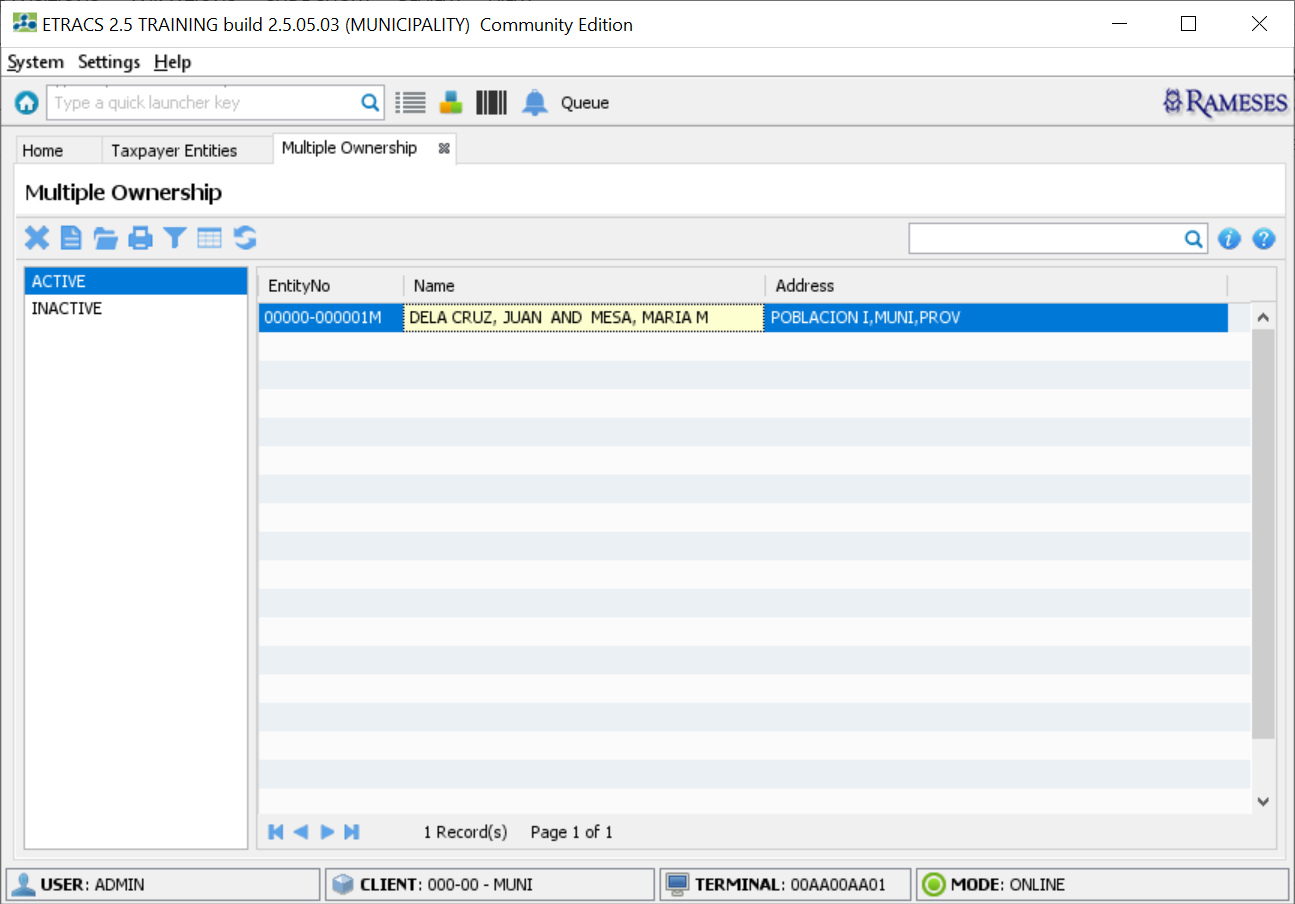 ETRACS 2.5 TRAINING build 2.5.05.03 (MUNICIPALITY)  Community Edition
System Settings Help
Type a quick launcher key Queue RAMESES
Home Taxpayer Entities Multiple Ownership
Multiple Ownership
ACTIVE
INACTIVE
EntityNo Name Address
00000-000001M DELA CRUZ, JUAN  AND  MESA, MARIA M POBLACION I,MUNI,PROV
1 Record(s) Page 1 of 1
USER: ADMIN CLIENT: 000-00 - MUNI TERMINAL: 00AA00AA01 MODE: ONLINE